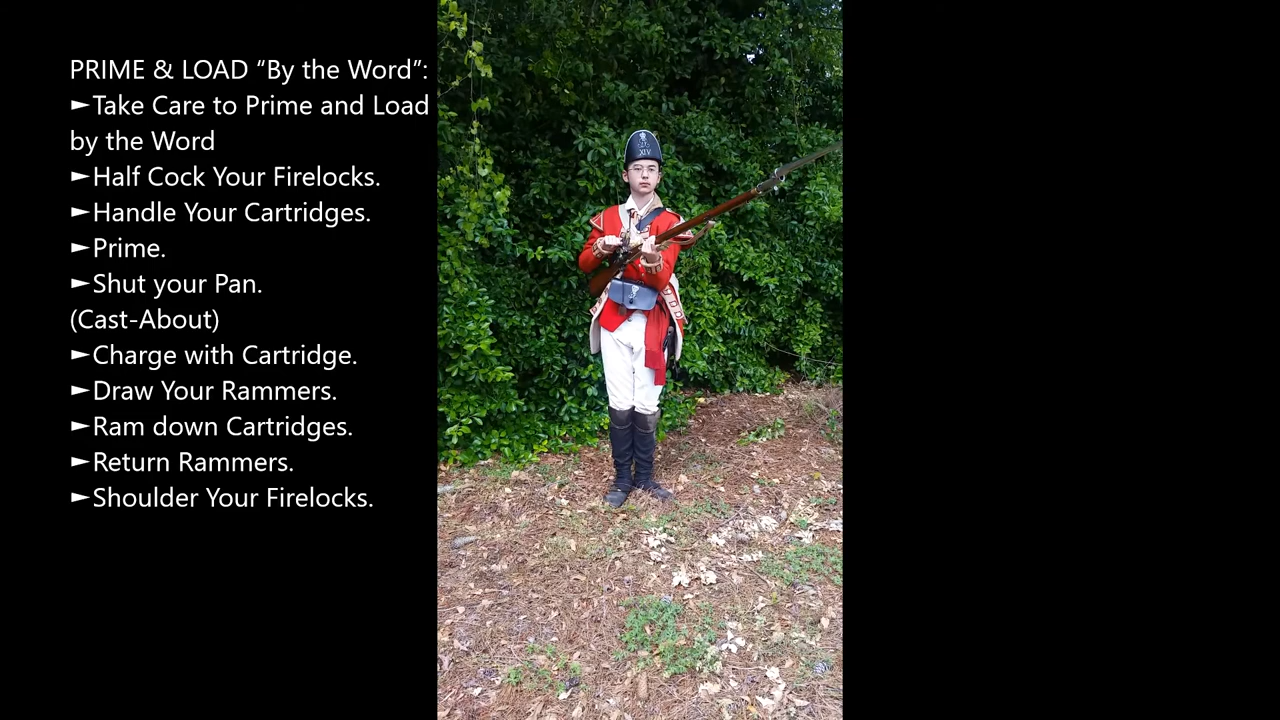 PRIME & LOAD “By the Word”:
►Take Care to Prime and Load
by the Word
►Half Cock Your Firelocks.
►Handle Your Cartridges.
►Prime.
►Shut your Pan.
(Cast-About)
►Charge with Cartridge.
►Draw Your Rammers.
►Ram down Cartridges.
►Return Rammers.
►Shoulder Your Firelocks.
XIV